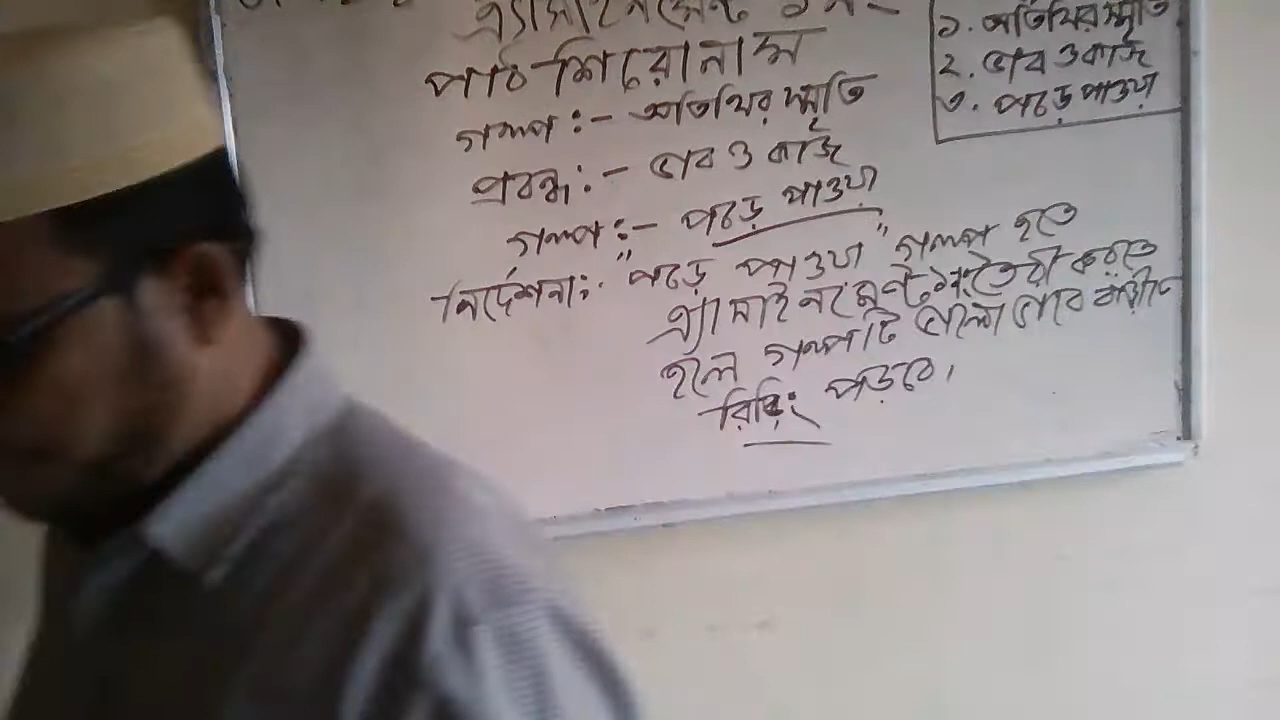 এ্যাসাইনমেন্ট
পাঠ শিরোনাম
গল্প :- অতিথির স্মৃতি
প্রবন্ধ :- ভাব ও কাজ
গল্প :- পড়ে পাওয়া
নির্দেশনা: "পড়ে পাওয়া" গল্প হতে
এ্যাসাইনমেন্ট তৈরী করতে
হলে গল্পটি ভালো ভাবে
রিডিং পড়বে।
১. অতিথির স্মৃতি
২. ভাব ও কাজ
৩. পড়ে পাওয়া